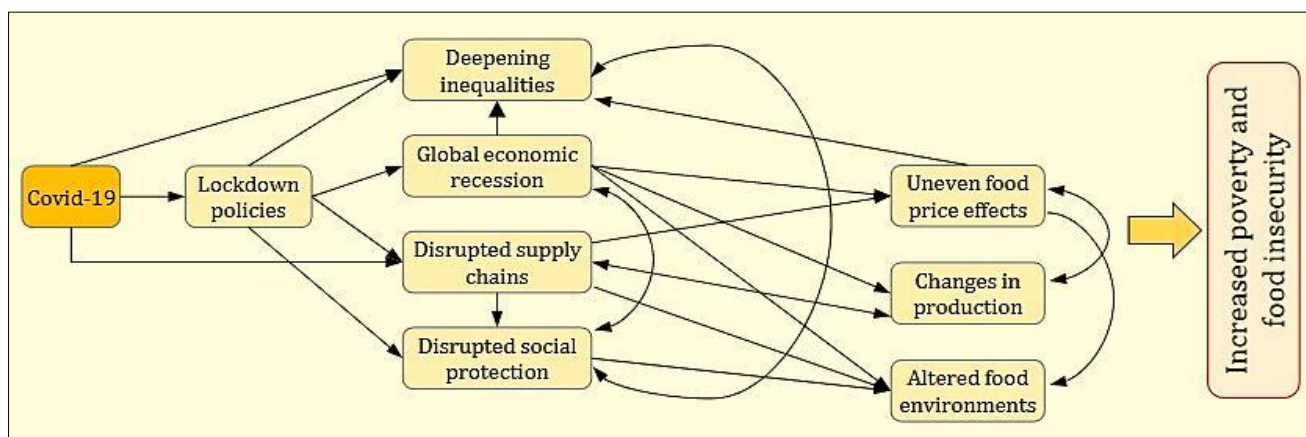 Covid-19
Lockdown
policies
Deepening
inequalities
Global economic
recession
Disrupted supply
chains
Disrupted social
protection
Uneven food
price effects
Changes in
production
Altered food
environments
Increased poverty and
food insecurity